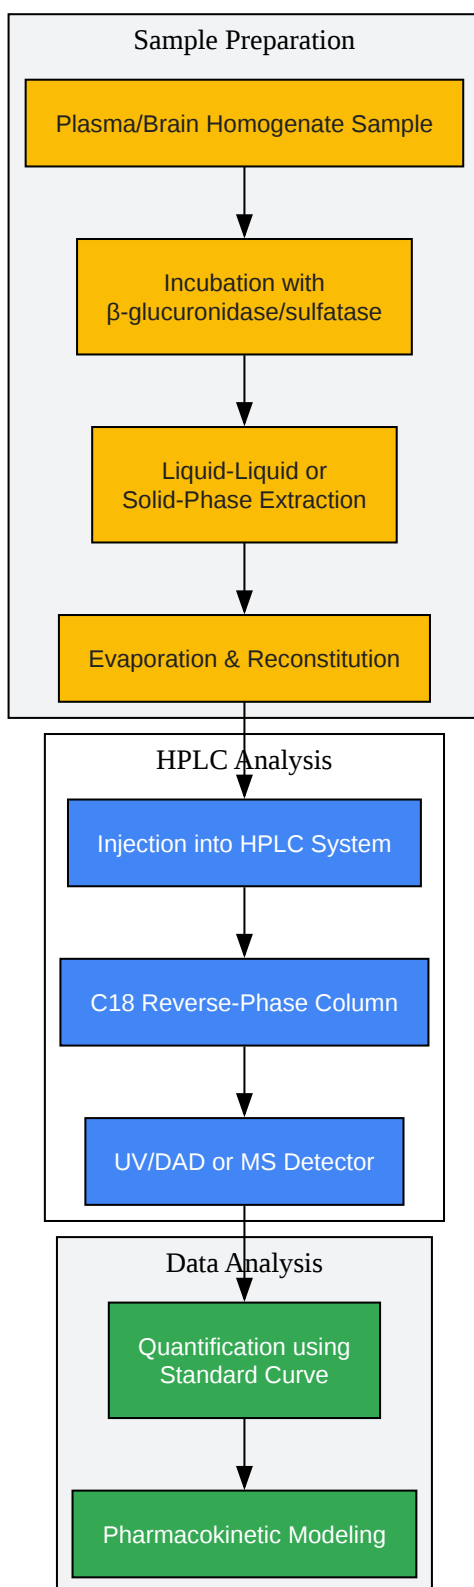 Sample Preparation
Plasma/Brain Homogenate Sample
Incubation with
β-glucuronidase/sulfatase
Liquid-Liquid or
Solid-Phase Extraction
Evaporation & Reconstitution
HPLC Analysis
Injection into HPLC System
C18 Reverse-Phase Column
UV/DAD or MS Detector
Data Analysis
Quantification using
Standard Curve
Pharmacokinetic Modeling